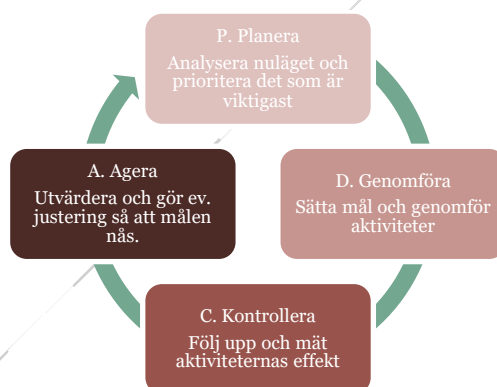 P. Planera
Analysera nuläget och
prioritera det som är
viktigast
D. Genomföra
Sätta mål och genomför
aktiviteter
C. Kontrollera
Följ upp och mät
aktiviteternas effekt
A. Agera
Utvärdera och gör ev.
justering så att målen
nås.